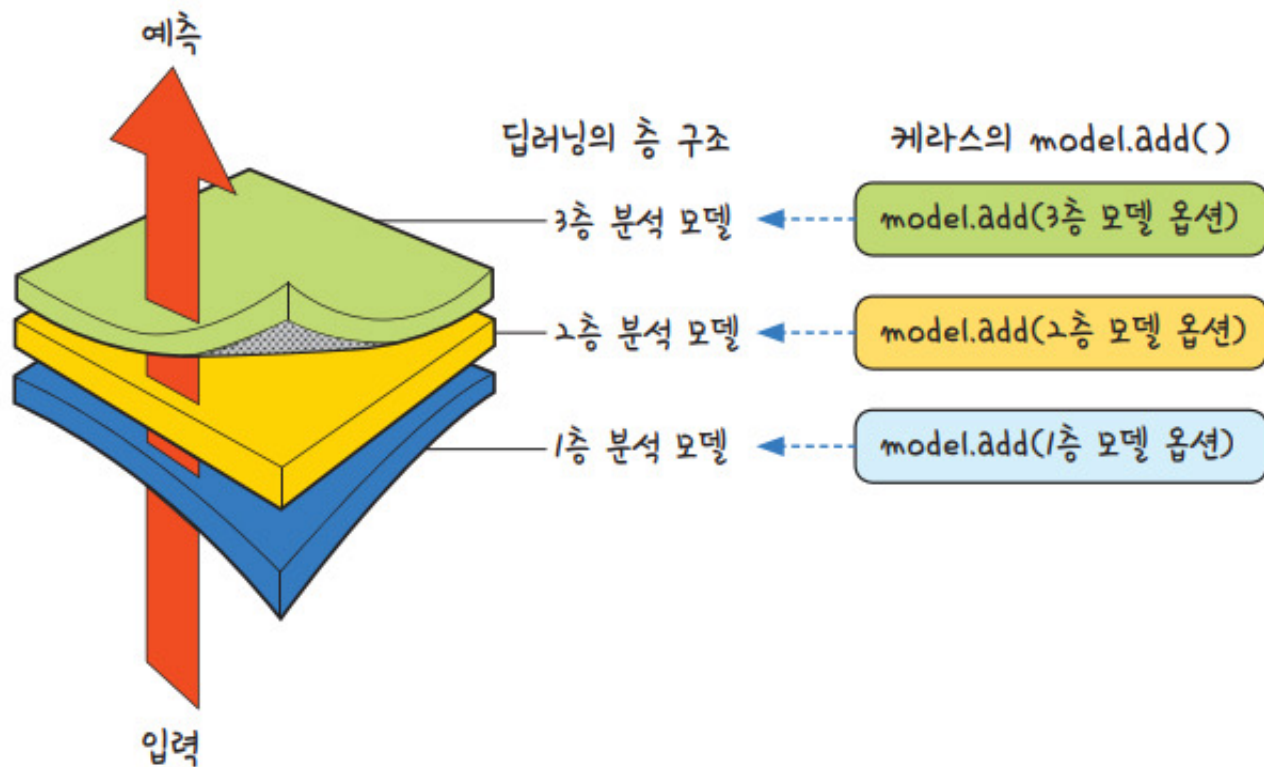 예측
딥러닝의 층 구조
케라스의 model.add()
3층 분석 모델
model.add(3층 모델 옵션)
2층 분석 모델
model.add(2층 모델 옵션)
1층 분석 모델
model.add(1층 모델 옵션)
입력